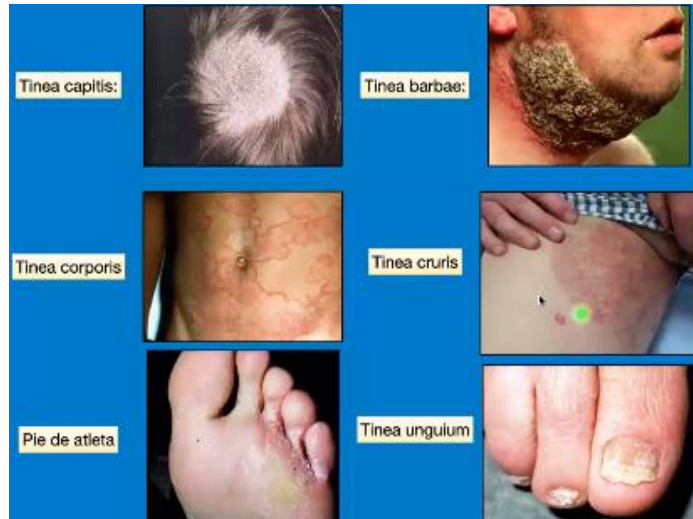 Tinea capitis:
Tinea barbae:
Tinea corporis
Tinea cruris
Pie de atleta
Tinea unguium